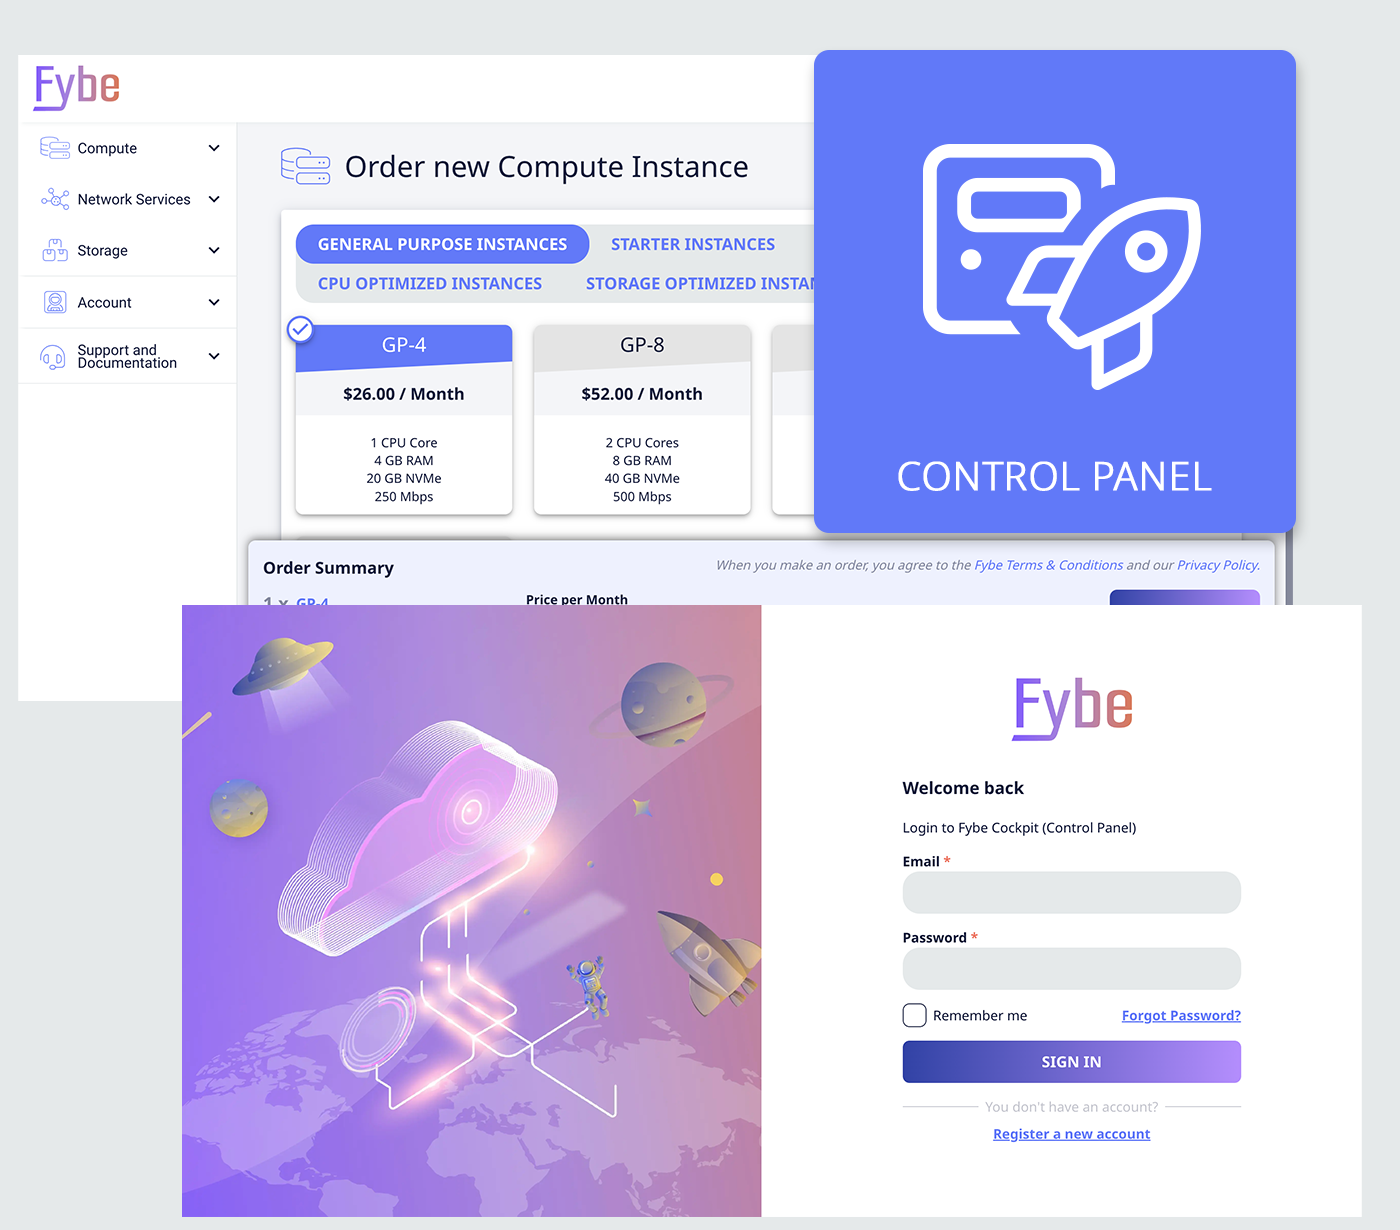 Fybe
Compute
Network Services
Storage
Account
Support and
Documentation
Order new Compute Instance
GENERAL PURPOSE INSTANCES
STARTER INSTANCES
CPU OPTIMIZED INSTANCES
STORAGE OPTIMIZED INSTAN
GP-4
$26.00 / Month
1 CPU Core
4 GB RAM
20 GB NVMe
250 Mbps
GP-8
$52.00 / Month
2 CPU Cores
8 GB RAM
40 GB NVMe
500 Mbps
CONTROL PANEL
Order Summary
When you make an order, you agree to the Fybe Terms & Conditions and our Privacy Policy.
1 x GP-4
Price per Month
Fybe
Welcome back
Login to Fybe Cockpit (Control Panel)
Email *
Password *
Remember me
Forgot Password?
SIGN IN
You don't have an account?
Register a new account